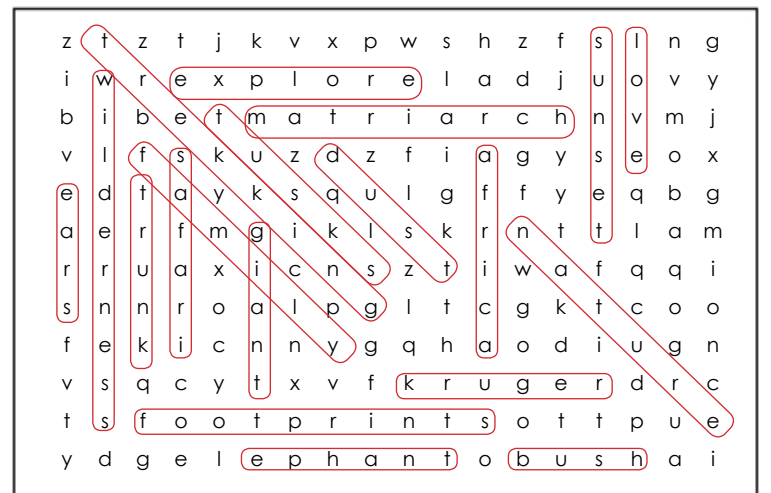 z t z t j k v x p w s h z f s l n g
i w r e x p l o r e l a d j u o v y
b i b e t m a t r i a r c h n v m j
v l f s k u z d z f i a g y s e o x
e d t a y k s q u l g f f y e q b g
a e r f m g i k l s k r n t t l a m
r r u a x i c n s z t i w a f q q i
s n n r o a l p g l t c g k t c o o
f e k i c n n y g q h a o d i u g n
v s q c y t x v f k r u g e r d r c
t s f o o t p r i n t s o t t p u e
y d g e l e p h a n t o b u s h a i